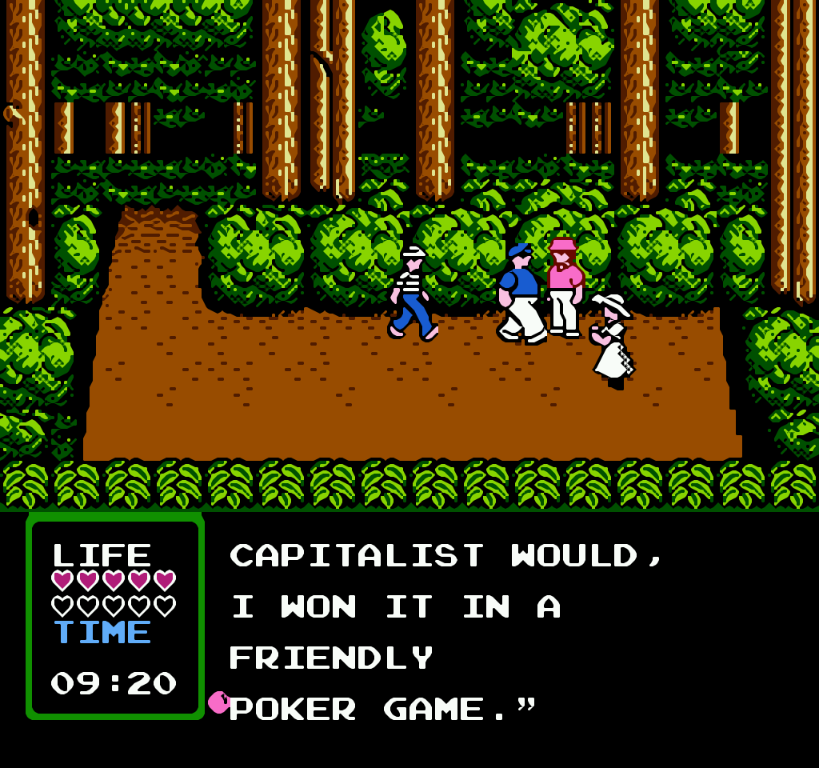 LIFE
TIME
09:20
CAPITALIST WOULD,
I WON IT IN A
FRIENDLY
POKER GAME.”